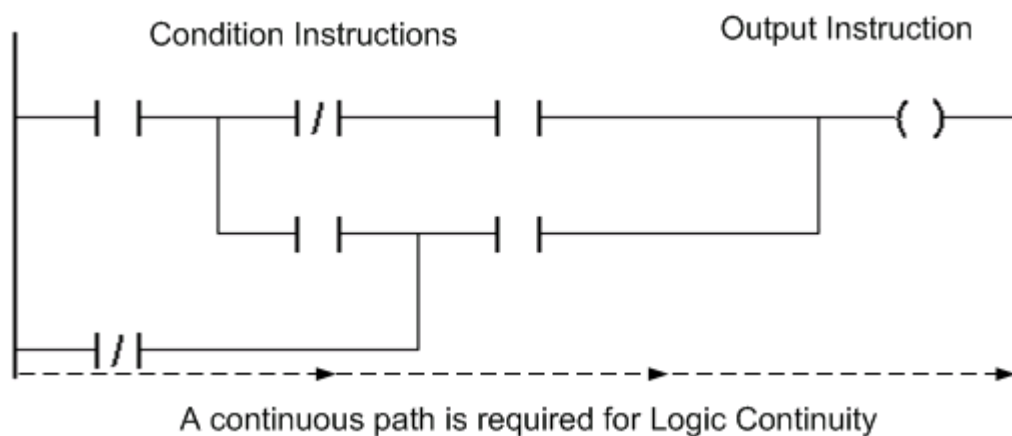 Condition Instructions
Output Instruction
A continuous path is required for Logic Continuity